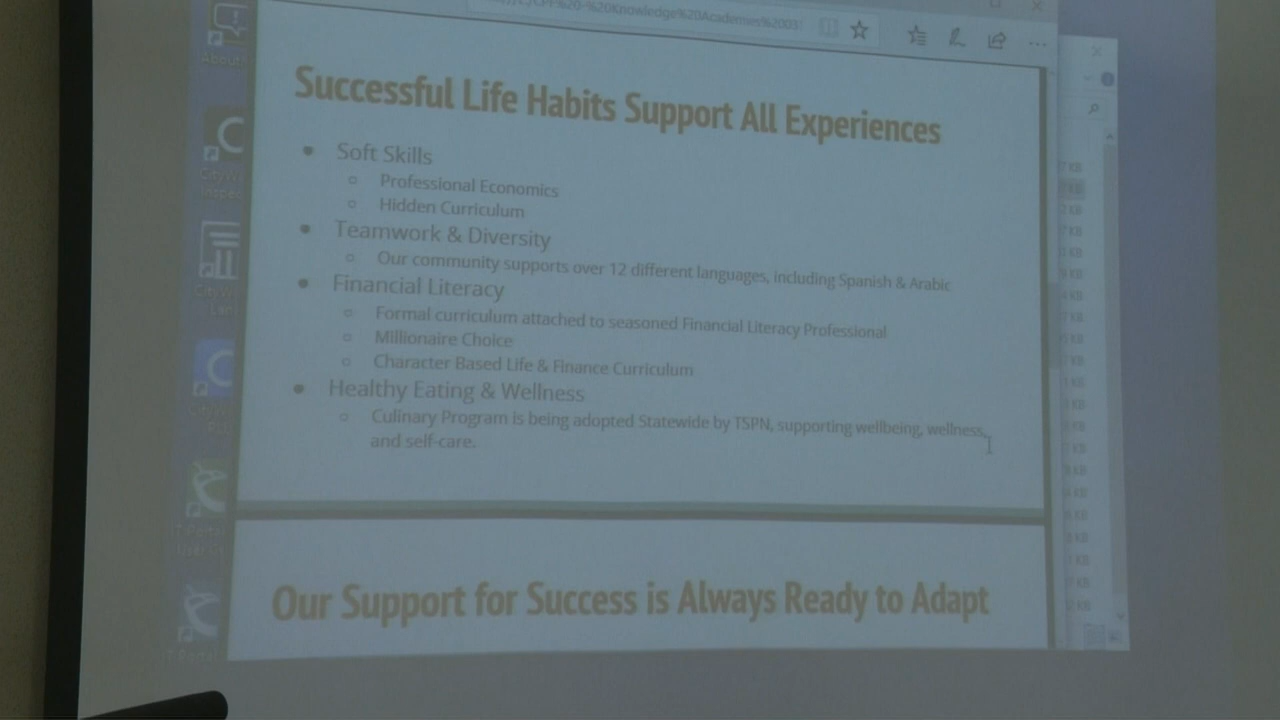 Knowledge%20Academies%2003
Successful Life Habits Support All Experiences
Soft Skills
Professional Economics
Hidden Curriculum
Teamwork & Diversity
Our community supports over 12 different languages, including Spanish & Arabic
Financial Literacy
Formal curriculum attached to seasoned Financial Literacy Professional
Millionaire Choice
Character Based Life & Finance Curriculum
Healthy Eating & Wellness
Culinary Program is being adopted Statewide by TSPN, supporting wellbeing, wellness,
and self-care.
Our Support for Success is Always Ready to Adapt